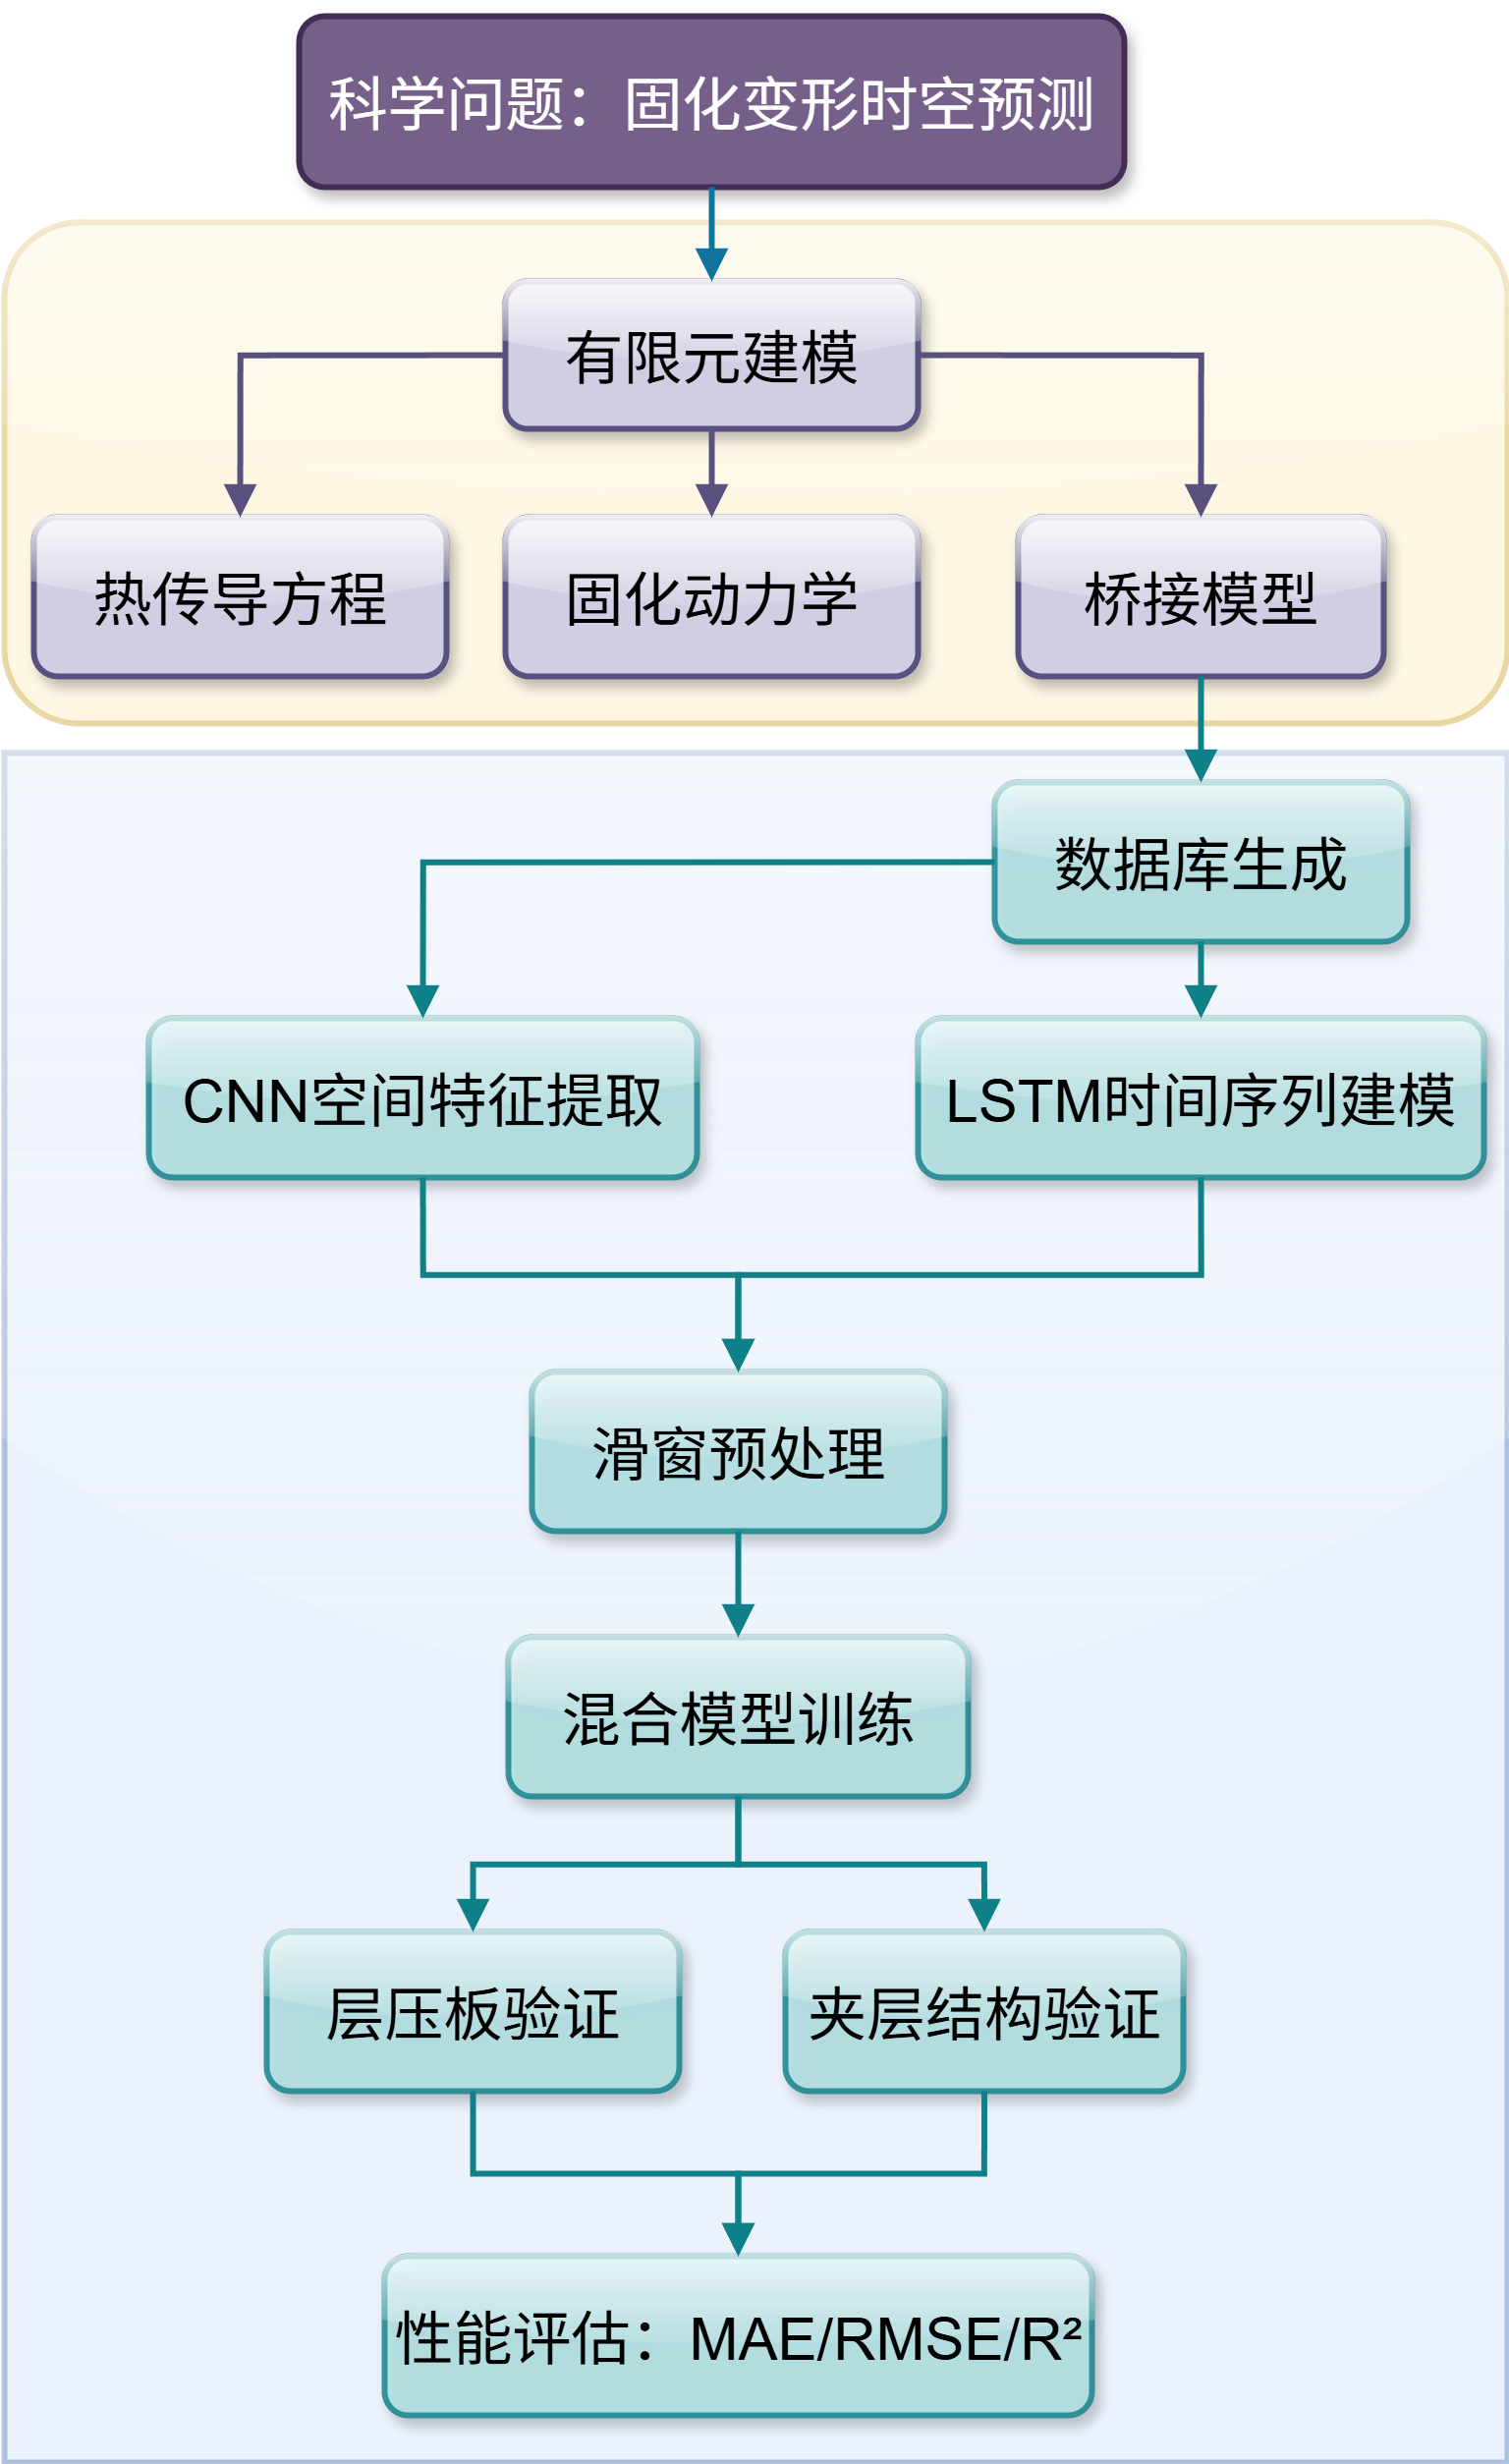 科学问题：固化变形时空预测
有限元建模
热传导方程
固化动力学
桥接模型
数据库生成
CNN空间特征提取
LSTM时间序列建模
滑窗预处理
混合模型训练
层压板验证
夹层结构验证
性能评估：MAE/RMSE/R²